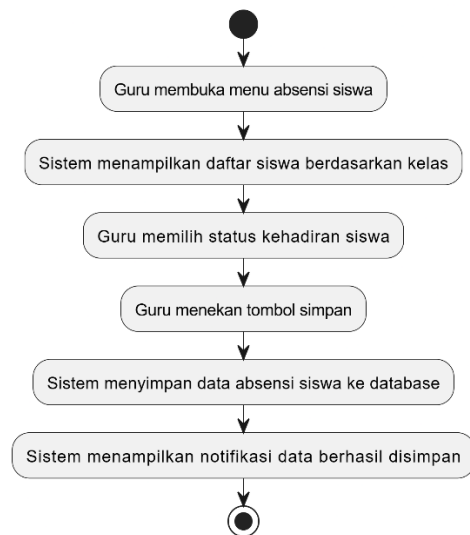 Guru membuka menu absensi siswa
Sistem menampilkan daftar siswa berdasarkan kelas
Guru memilih status kehadiran siswa
Guru menekan tombol simpan
Sistem menyimpan data absensi siswa ke database
Sistem menampilkan notifikasi data berhasil disimpan